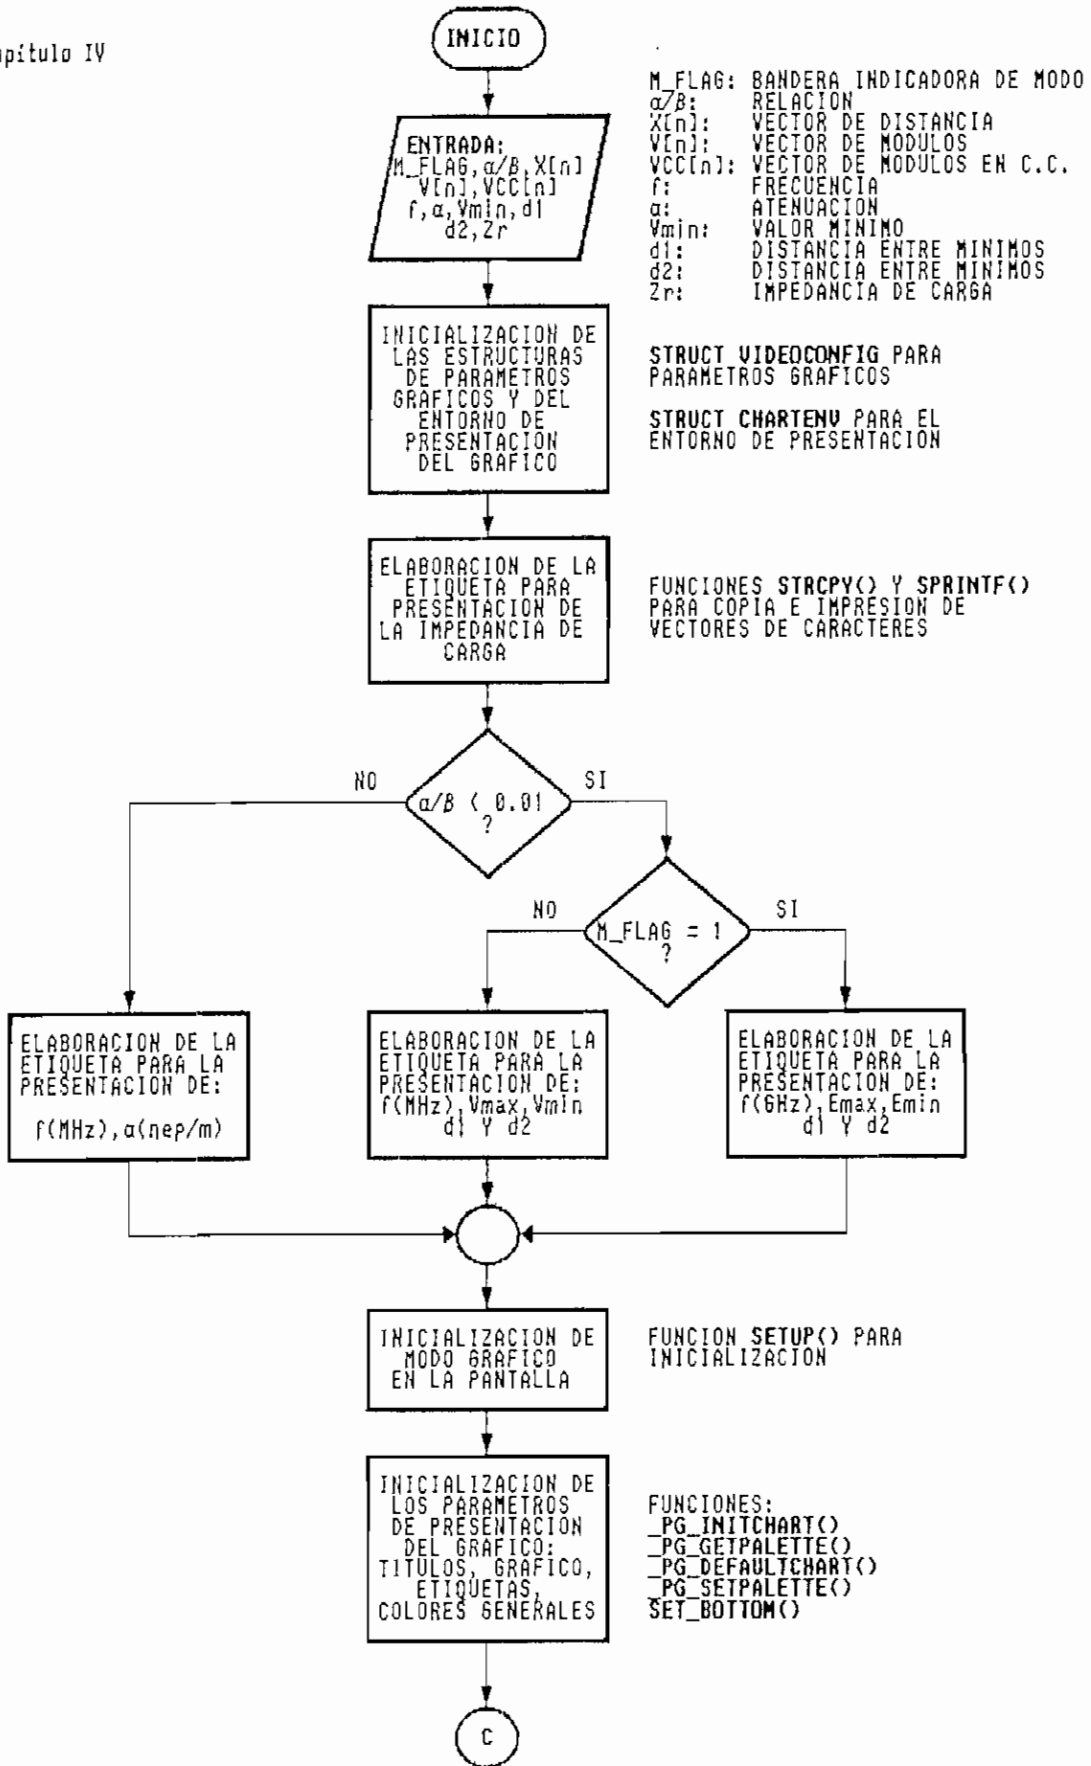 apítulo IV
INICIO
M_FLAG: BANDERA INDICADORA DE MODO
α/β: RELACION
X[n]: VECTOR DE DISTANCIA
V[n]: VECTOR DE MODULOS
VCC[n]: VECTOR DE MODULOS EN C.C.
f: FRECUENCIA
α: ATENUACION
Vmin: VALOR MINIMO
d1: DISTANCIA ENTRE MINIMOS
d2: DISTANCIA ENTRE MINIMOS
Zr: IMPEDANCIA DE CARGA
ENTRADA:
M_FLAG,α/β,X[n]
V[n],VCC[n]
f,α,Vmin,d1
d2,Zr
INICIALIZACION DE
LAS ESTRUCTURAS
DE PARAMETROS
GRAFICOS Y DEL
ENTORNO DE
PRESENTACION
DEL GRAFICO
STRUCT VIDEOCONFIG PARA
PARAMETROS GRAFICOS
STRUCT CHARTENV PARA EL
ENTORNO DE PRESENTACION
ELABORACION DE LA
ETIQUETA PARA
PRESENTACION DE
LA IMPEDANCIA DE
CARGA
FUNCIONES STRCPY() Y SPRINTF()
PARA COPIA E IMPRESION DE
VECTORES DE CARACTERES
NO
SI
α/β < 0.01
?
NO
SI
M_FLAG = 1
?
ELABORACION DE LA
ETIQUETA PARA LA
PRESENTACION DE:
f(MHz),α(nep/m)
ELABORACION DE LA
ETIQUETA PARA LA
PRESENTACION DE:
f(MHz),Vmax,Vmin
d1 Y d2
ELABORACION DE LA
ETIQUETA PARA LA
PRESENTACION DE:
f(GHz),Emax,Emin
d1 Y d2
INICIALIZACION DE
MODO GRAFICO
EN LA PANTALLA
FUNCION SETUP() PARA
INICIALIZACION
INICIALIZACION DE
LOS PARAMETROS
DE PRESENTACION
DEL GRAFICO:
TITULOS, GRAFICO,
ETIQUETAS,
COLORES GENERALES
FUNCIONES:
_PG_INITCHART()
_PG_GETPALETTE()
_PG_DEFAULTCHART()
_PG_SETPALETTE()
SET_BOTTOM()
C